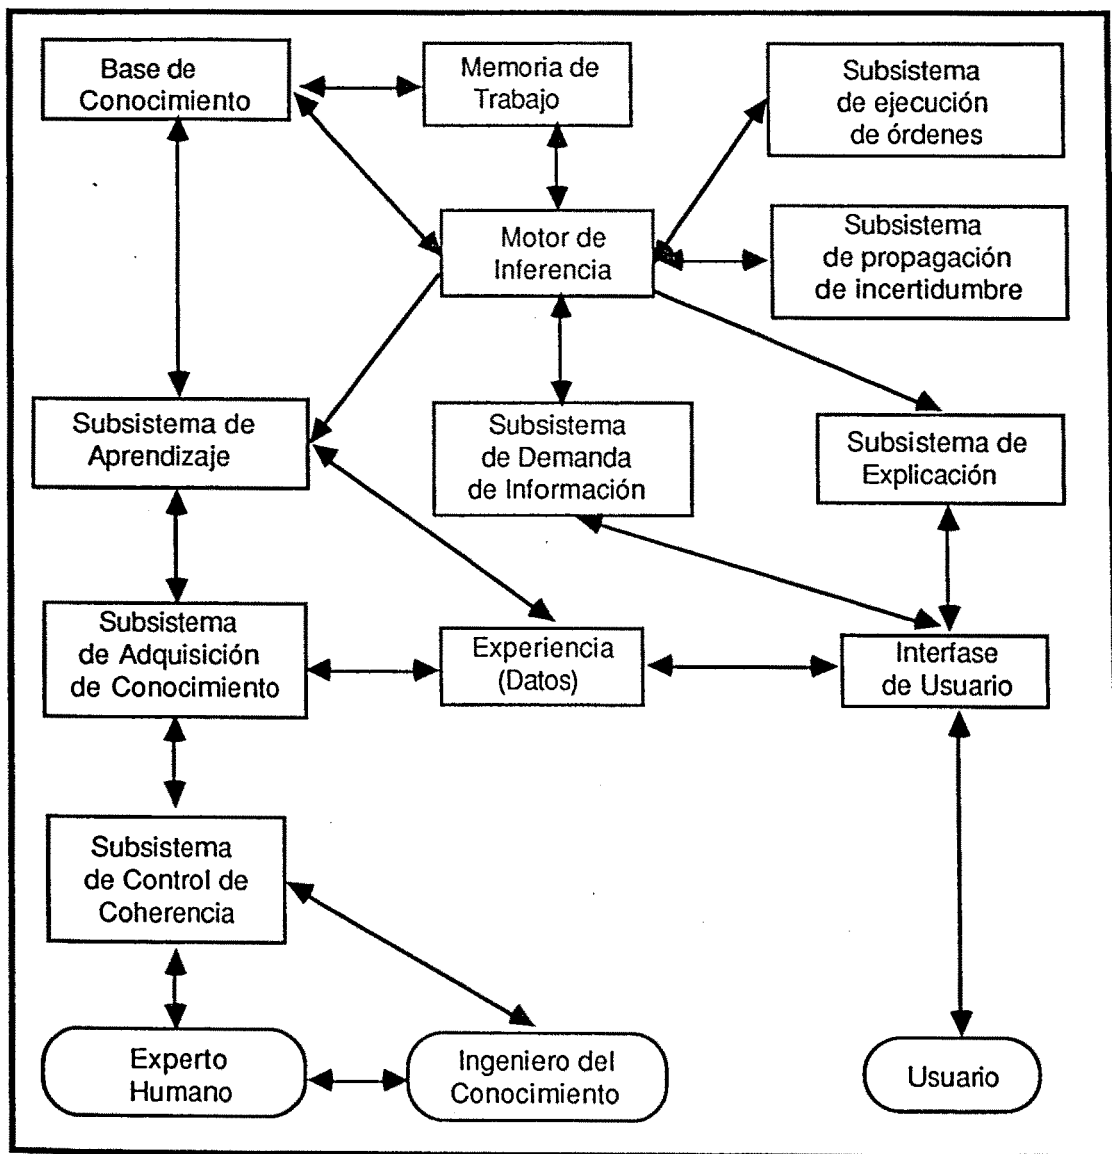 Base de
Conocimiento
Memoria de
Trabajo
Subsistema
de ejecución
de órdenes
Motor de
Inferencia
Subsistema
de propagación
de incertidumbre
Subsistema de
Aprendizaje
Subsistema
de Demanda
de Información
Subsistema de
Explicación
Subsistema
de Adquisición
de Conocimiento
Experiencia
(Datos)
Interfase
de Usuario
Subsistema
de Control de
Coherencia
Experto
Humano
Ingeniero del
Conocimiento
Usuario